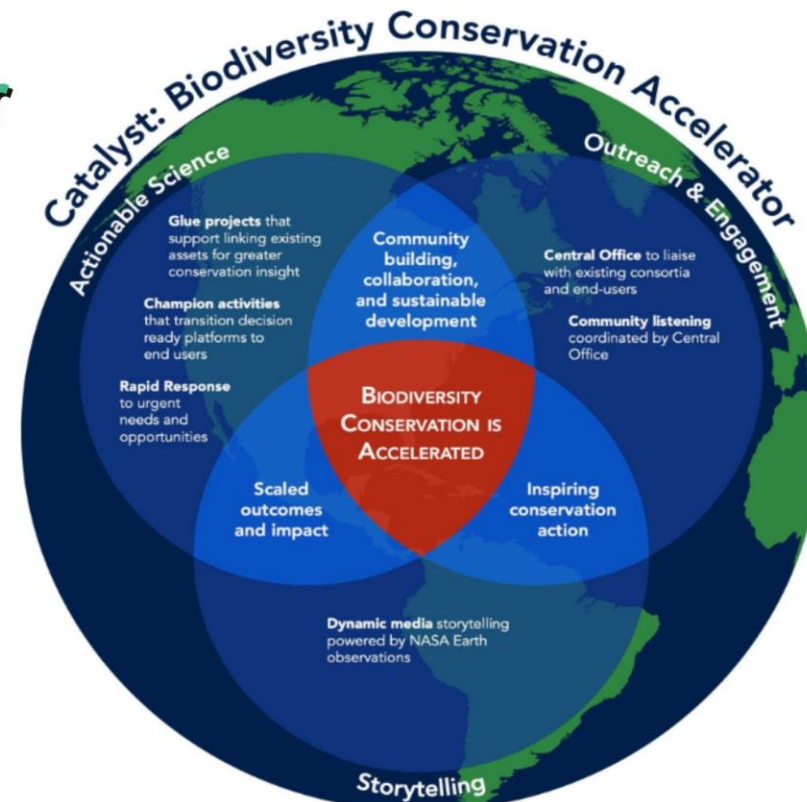 Catalyst: Biodiversity Conservation Accelerator
Actionable Science
Outreach & Engagement
Glue projects that
support linking existing
assets for greater
conservation insight
Champion activities
that transition decision
ready platforms to
end users
Rapid Response
to urgent
needs and
opportunities
Community
building,
collaboration,
and sustainable
development
Central Office to liaise
with existing consortia
and end-users
Community listening
coordinated by Central
Office
BIODIVERSITY
CONSERVATION IS
ACCELERATED
Scaled
outcomes
and impact
Inspiring
conservation
action
Dynamic media storytelling
powered by NASA Earth
observations
Storytelling